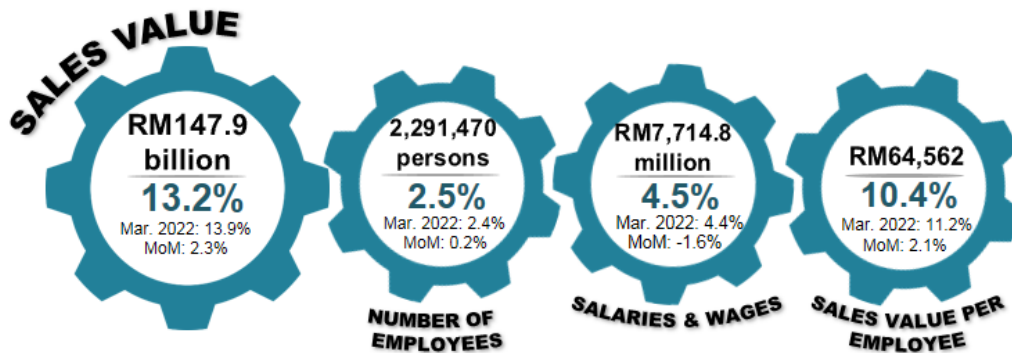 SALES VALUE
RM147.9
billion
13.2%
Mar. 2022: 13.9%
MoM: 2.3%
2,291,470
persons
2.5%
Mar. 2022: 2.4%
MoM: 0.2%
NUMBER OF
EMPLOYEES
RM7,714.8
million
4.5%
Mar. 2022: 4.4%
MoM: -1.6%
SALARIES & WAGES
RM64,562
10.4%
Mar. 2022: 11.2%
MoM: 2.1%
SALES VALUE PER
EMPLOYEE